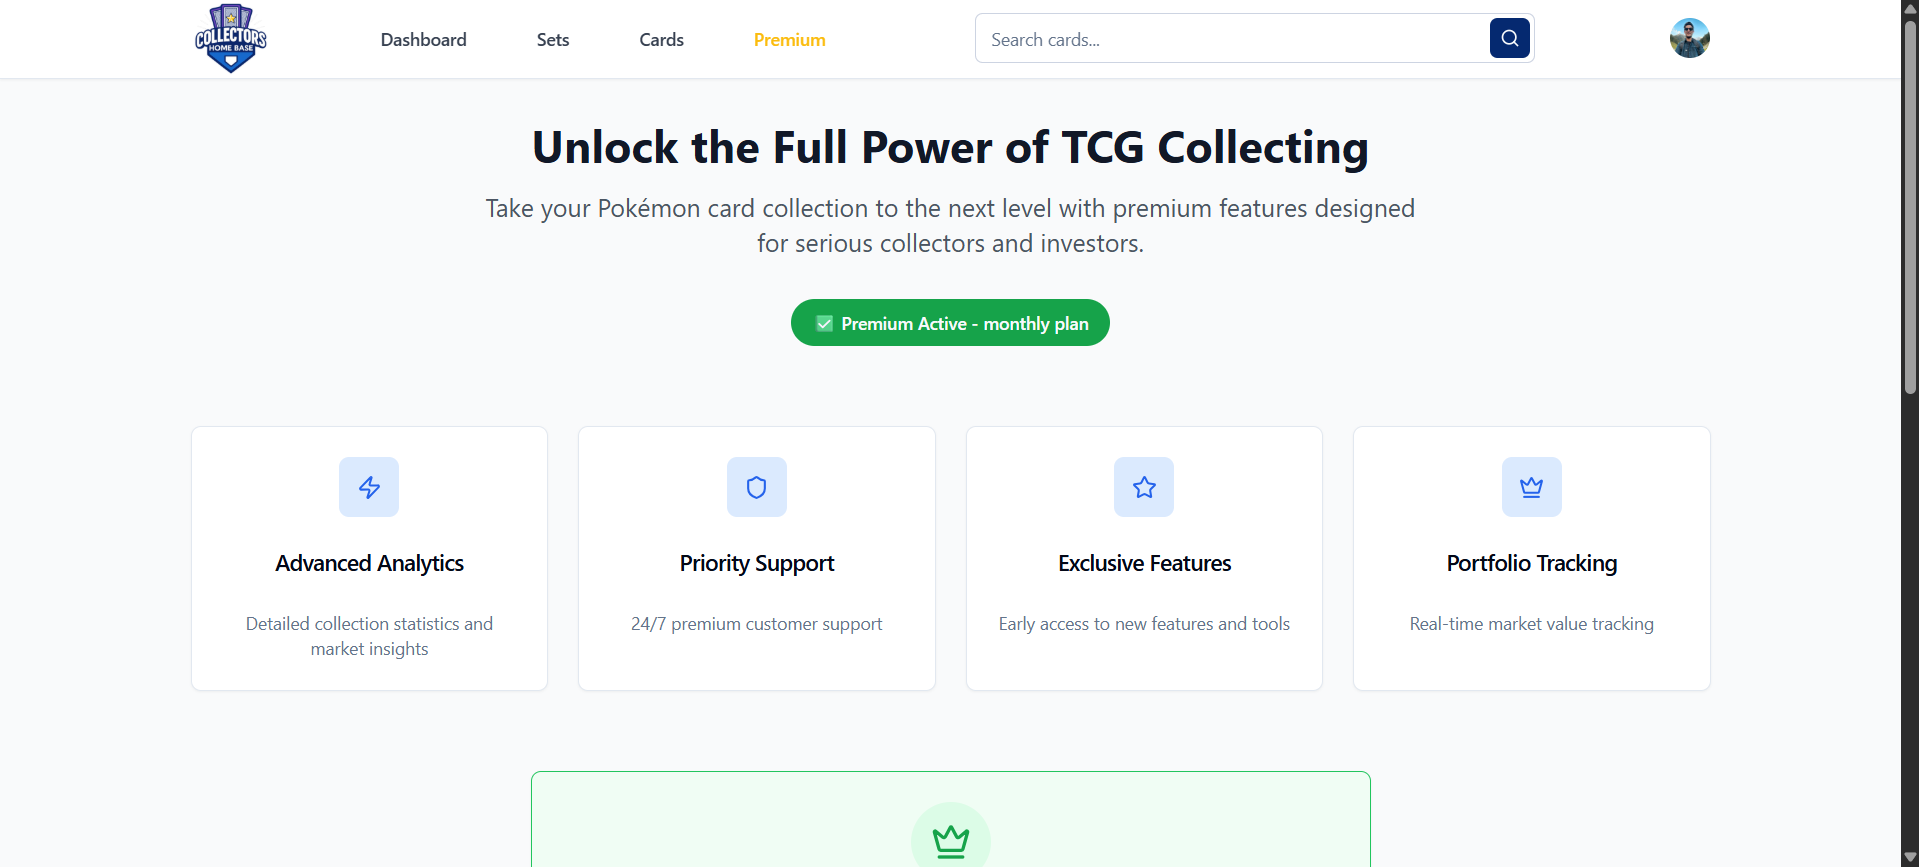 COLLECTORS
HOME BASE
Dashboard
Sets
Cards
Premium
Search cards...
Unlock the Full Power of TCG Collecting
Take your Pokémon card collection to the next level with premium features designed
for serious collectors and investors.
✅ Premium Active - monthly plan
Advanced Analytics
Detailed collection statistics and
market insights
Priority Support
24/7 premium customer support
Exclusive Features
Early access to new features and tools
Portfolio Tracking
Real-time market value tracking